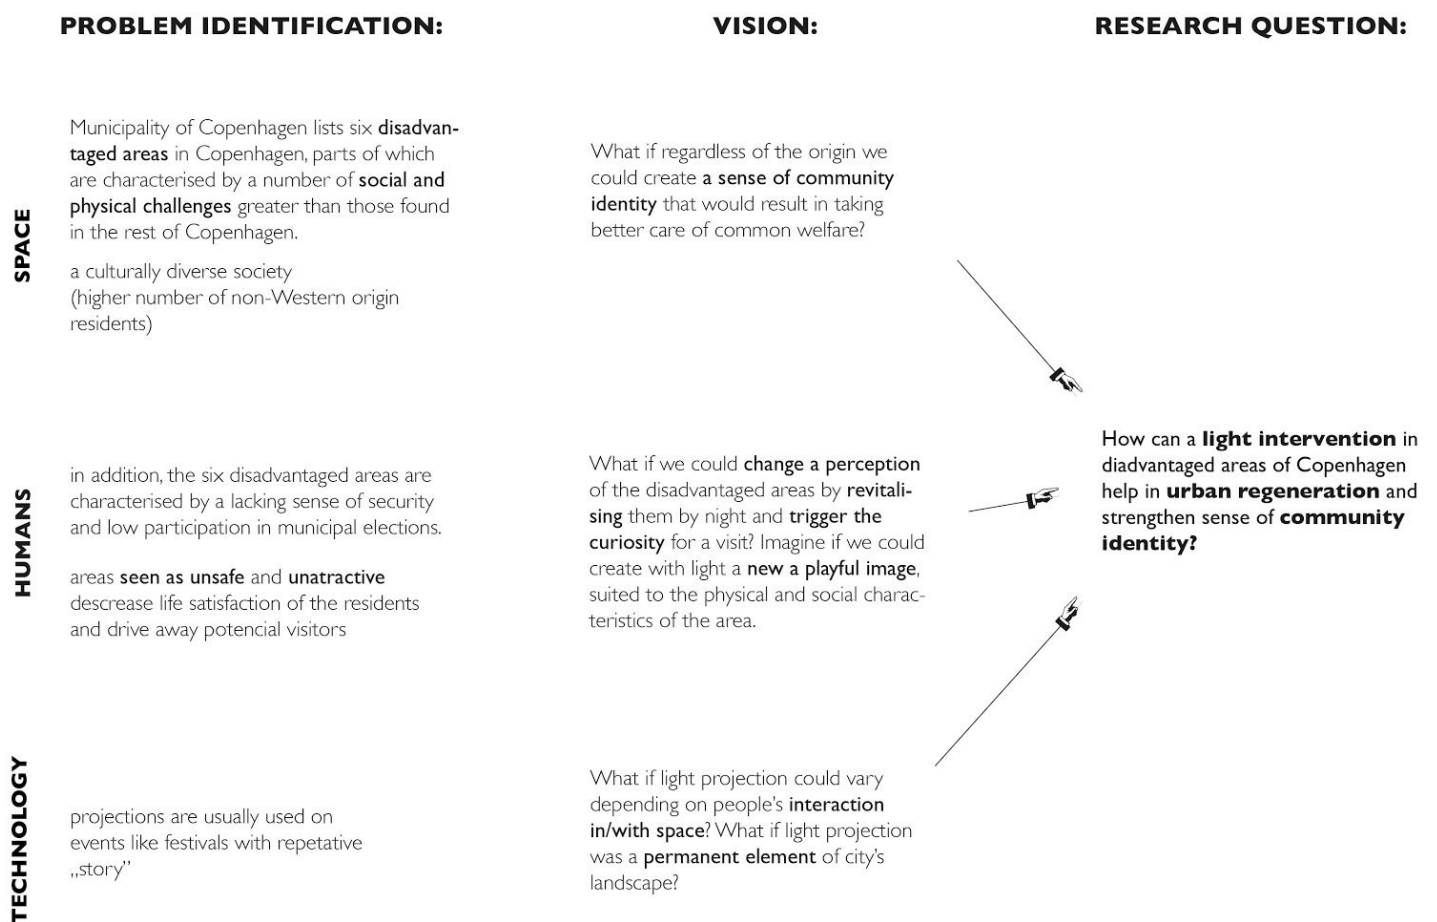 PROBLEM IDENTIFICATION:
VISION:
RESEARCH QUESTION:
SPACE
Municipality of Copenhagen lists six disadvan-
taged areas in Copenhagen, parts of which
are characterised by a number of social and
physical challenges greater than those found
in the rest of Copenhagen.
a culturally diverse society
(higher number of non-Western origin
residents)
What if regardless of the origin we
could create a sense of community
identity that would result in taking
better care of common welfare?
HUMANS
in addition, the six disadvantaged areas are
characterised by a lacking sense of security
and low participation in municipal elections.
areas seen as unsafe and unatractive
descrease life satisfaction of the residents
and drive away potencial visitors
What if we could change a perception
of the disadvantaged areas by revitali-
sing them by night and trigger the
curiosity for a visit? Imagine if we could
create with light a new a playful image,
suited to the physical and social charac-
teristics of the area.
How can a light intervention in
diadvantaged areas of Copenhagen
help in urban regeneration and
strengthen sense of community
identity?
TECHNOLOGY
projections are usually used on
events like festivals with repetative
„story”
What if light projection could vary
depending on people's interaction
in/with space? What if light projection
was a permanent element of city's
landscape?